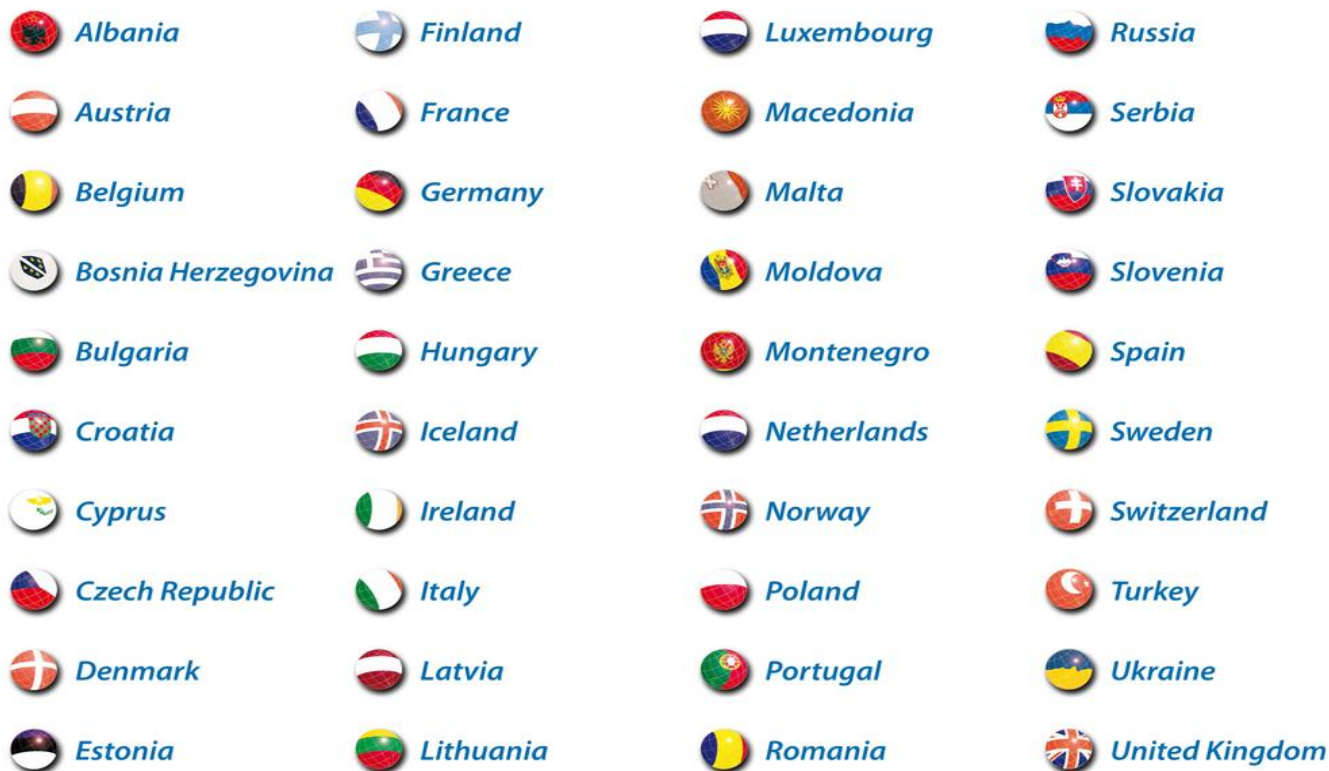 Albania
Austria
Belgium
Bosnia Herzegovina
Bulgaria
Croatia
Cyprus
Czech Republic
Denmark
Estonia
Finland
France
Germany
Greece
Hungary
Iceland
Ireland
Italy
Latvia
Lithuania
Luxembourg
Macedonia
Malta
Moldova
Montenegro
Netherlands
Norway
Poland
Portugal
Romania
Russia
Serbia
Slovakia
Slovenia
Spain
Sweden
Switzerland
Turkey
Ukraine
United Kingdom